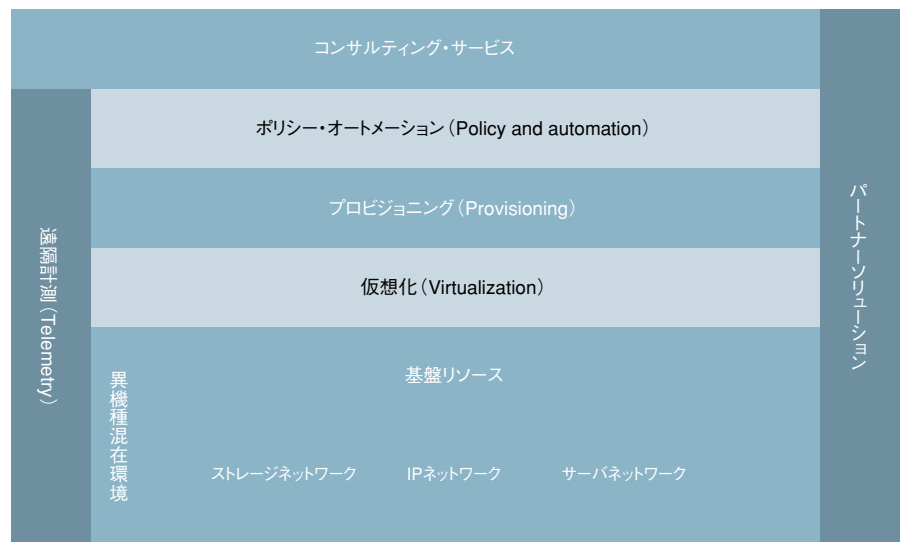 コンサルティング・サービス
ポリシー・オートメーション（Policy and automation）
プロビジョニング（Provisioning）
仮想化（Virtualization）
遠隔計測（Telemetry）
パートナーソリューション
異機種混在環境
基盤リソース
ストレージネットワーク
IPネットワーク
サーバネットワーク